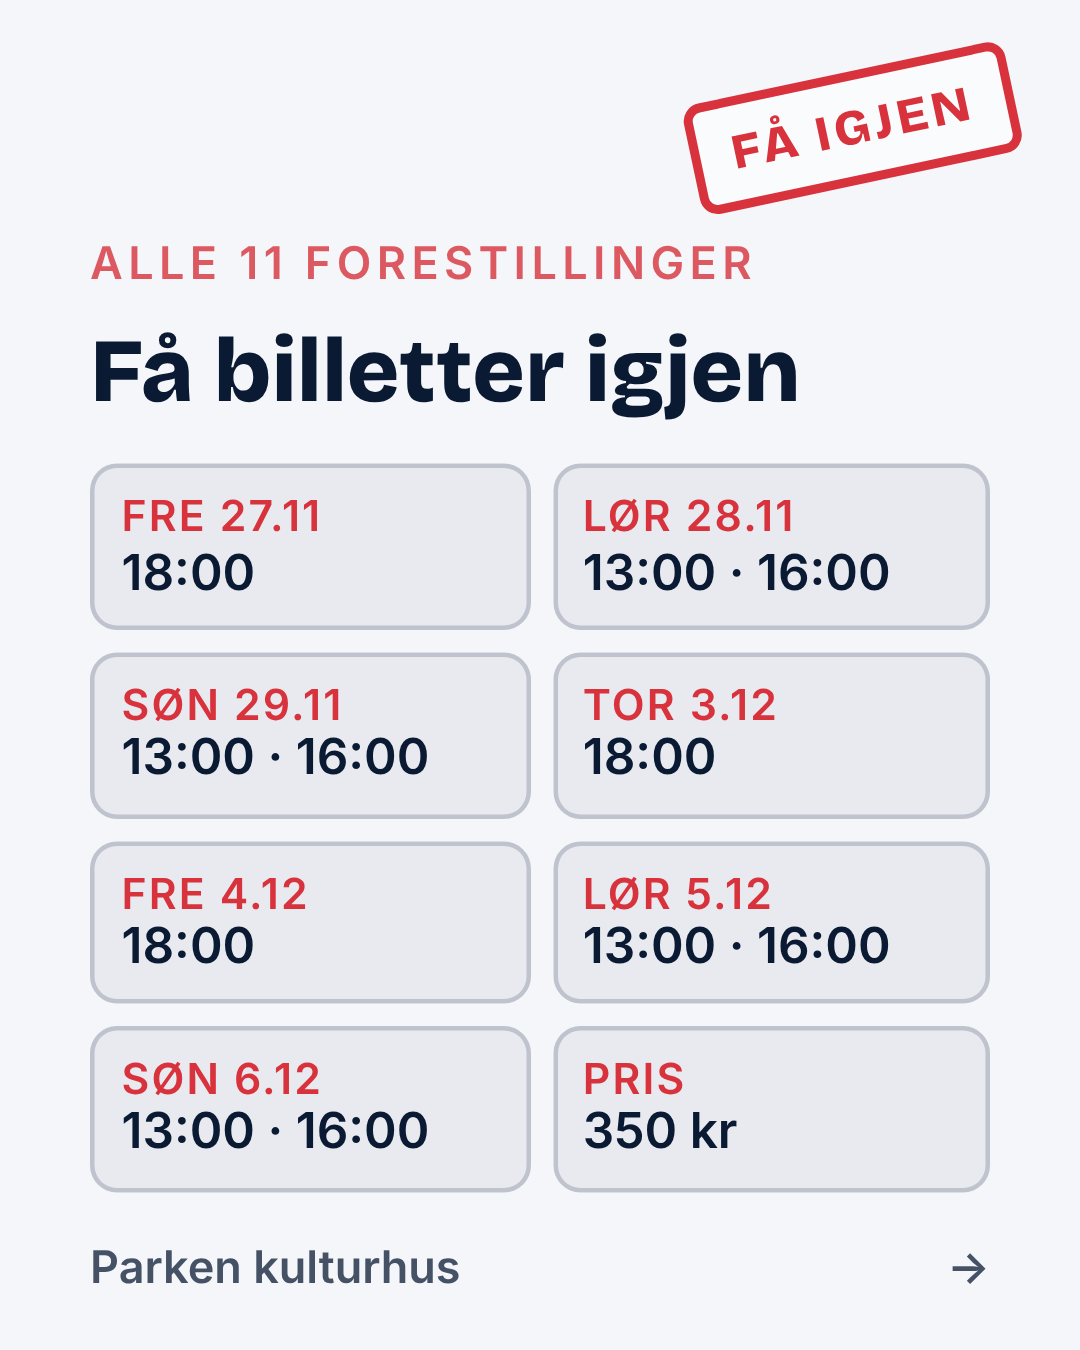 FÅ IGJEN
ALLE 11 FORESTILLINGER
Få billetter igjen
FRE 27.11
18:00
LØR 28.11
13:00 · 16:00
SØN 29.11
13:00 · 16:00
TOR 3.12
18:00
FRE 4.12
18:00
LØR 5.12
13:00 · 16:00
SØN 6.12
13:00 · 16:00
PRIS
350 kr
Parken kulturhus →